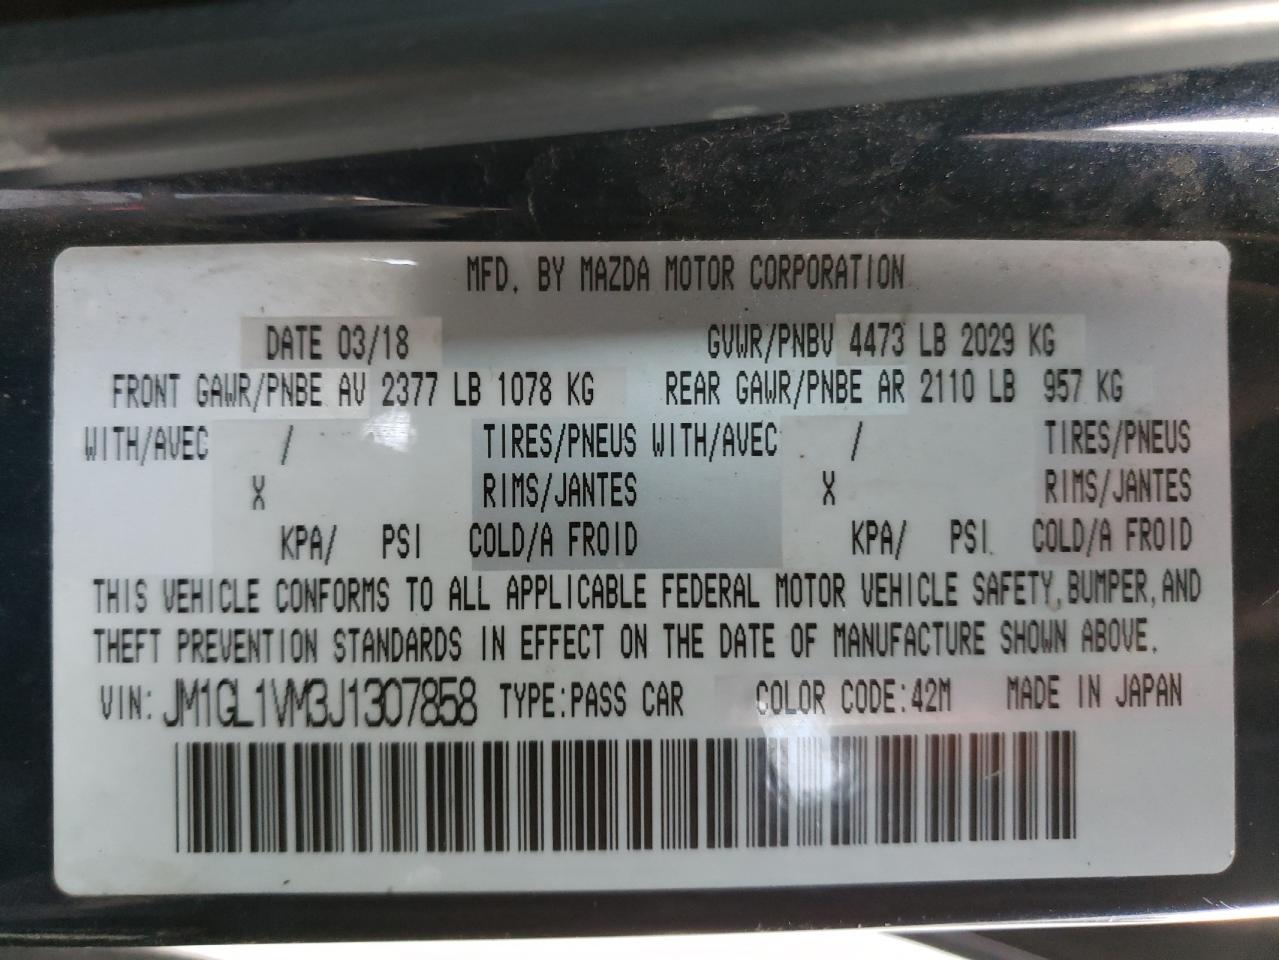 MFD. BY MAZDA MOTOR CORPORATION
DATE 03/18 GVWR/PNBV 4473 LB 2029 KG
FRONT GAWR/PNBE AV 2377 LB 1078 KG REAR GAWR/PNBE AR 2110 LB 957 KG
WITH/AVEC / TIRES/PNEUS WITH/AVEC / TIRES/PNEUS
X RIMS/JANTES X RIMS/JANTES
KPA/ PSI COLD/A FROID KPA/ PSI. COLD/A FROID
THIS VEHICLE CONFORMS TO ALL APPLICABLE FEDERAL MOTOR VEHICLE SAFETY, BUMPER, AND
THEFT PREVENTION STANDARDS IN EFFECT ON THE DATE OF MANUFACTURE SHOWN ABOVE.
VIN: JM1GL1VM3J1307858 TYPE:PASS CAR COLOR CODE:42M MADE IN JAPAN